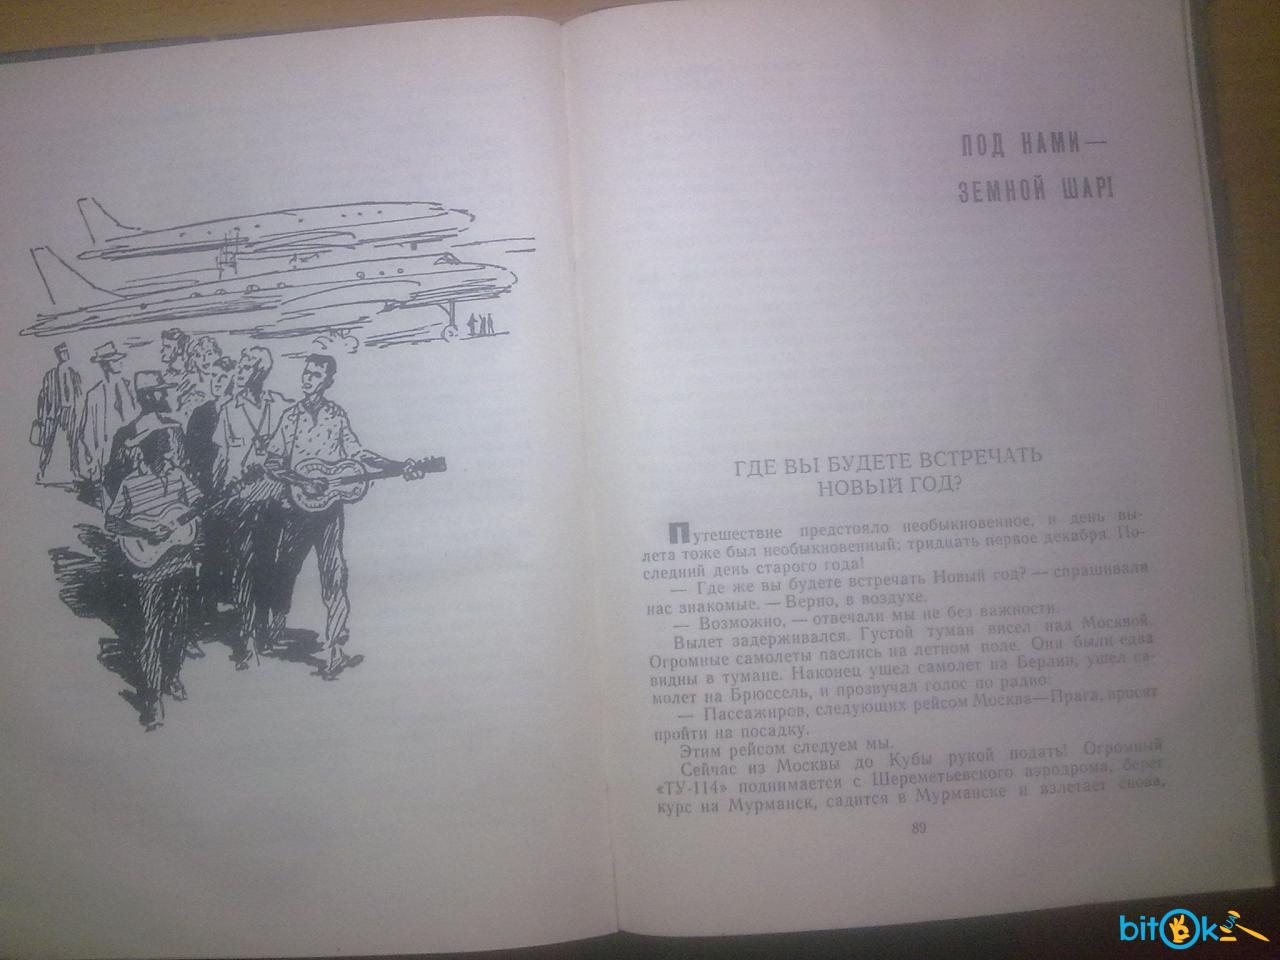 ПОД НАМИ—
ЗЕМНОЙ ШАР!
ГДЕ ВЫ БУДЕТЕ ВСТРЕЧАТЬ
НОВЫЙ ГОД?
Путешествие предстояло необыкновенное, и день вы-
лета тоже был необыкновенный: тридцать первое декабря. По-
следний день старого года!
— Где же вы будете встречать Новый год? — спрашивали
нас знакомые. — Верно, в воздухе.
— Возможно, — отвечали мы не без важности.
Вылет задерживался. Густой туман висел над Москвой.
Огромные самолеты паслись на летном поле. Они были едва
видны в тумане. Наконец ушел самолет на Берлин, ушел са-
молет на Брюссель, и прозвучал голос по радио:
— Пассажиров, следующих рейсом Москва—Прага, просят
пройти на посадку.
Этим рейсом следуем мы.
Сейчас из Москвы до Кубы рукой подать! Огромный
«ТУ-114» поднимается с Шереметьевского аэродрома, берет
курс на Мурманск, садится в Мурманске и взлетает снова,
89
bitOk UA